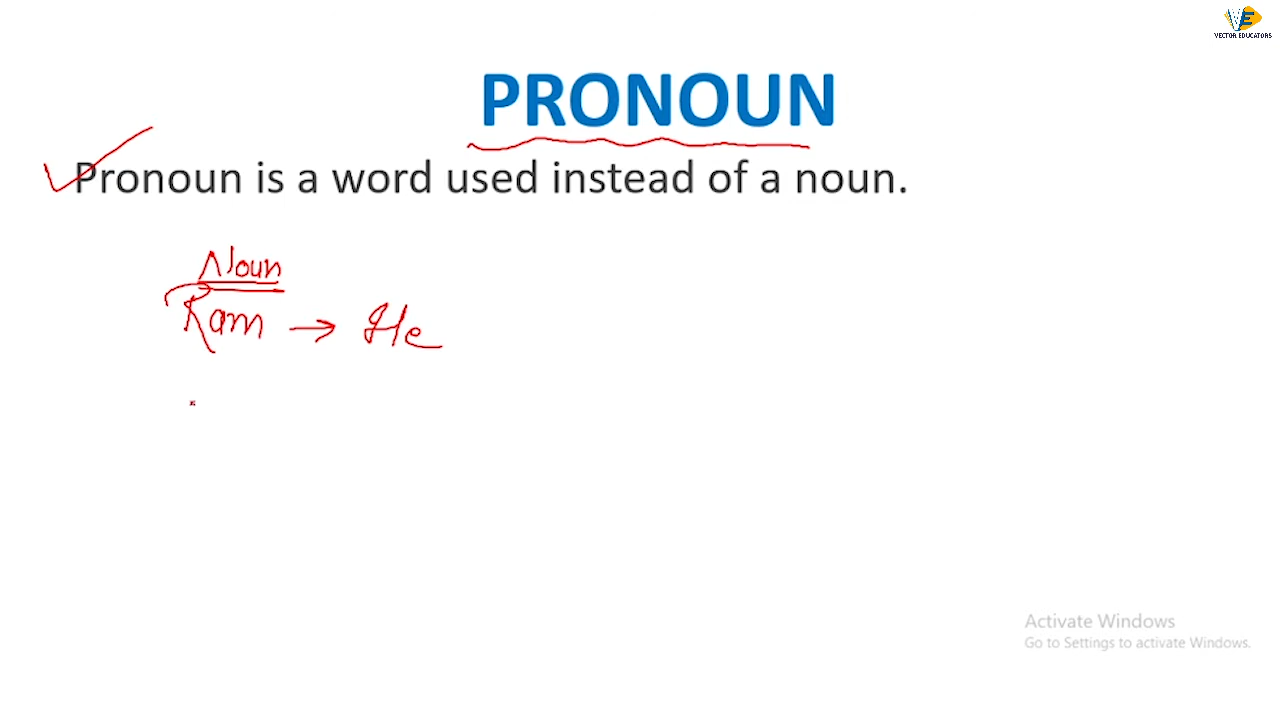 VECTOR EDUCATORS
PRONOUN
Pronoun is a word used instead of a noun.
Noun
Ram → He
Activate Windows
Go to Settings to activate Windows.